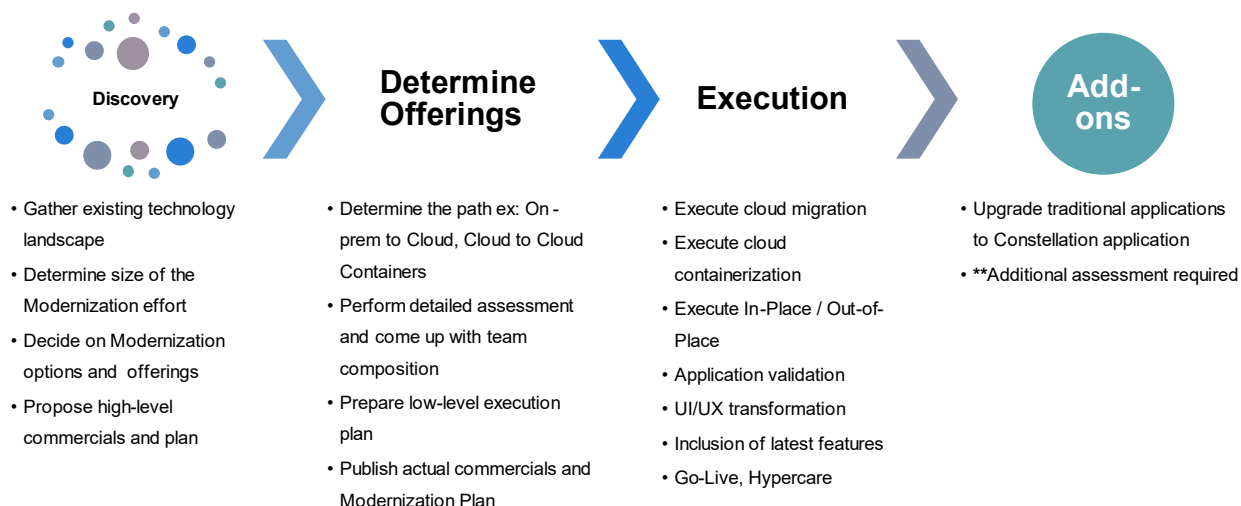 Discovery
Determine
Offerings
Execution
Add-
ons
• Gather existing technology
landscape
• Determine size of the
Modernization effort
• Decide on Modernization
options and offerings
• Propose high-level
commercials and plan
• Determine the path ex: On -
prem to Cloud, Cloud to Cloud
Containers
• Perform detailed assessment
and come up with team
composition
• Prepare low-level execution
plan
• Publish actual commercials and
Modernization Plan
• Execute cloud migration
• Execute cloud
containerization
• Execute In-Place / Out-of-
Place
• Application validation
• UI/UX transformation
• Inclusion of latest features
• Go-Live, Hypercare
• Upgrade traditional applications
to Constellation application
• **Additional assessment required